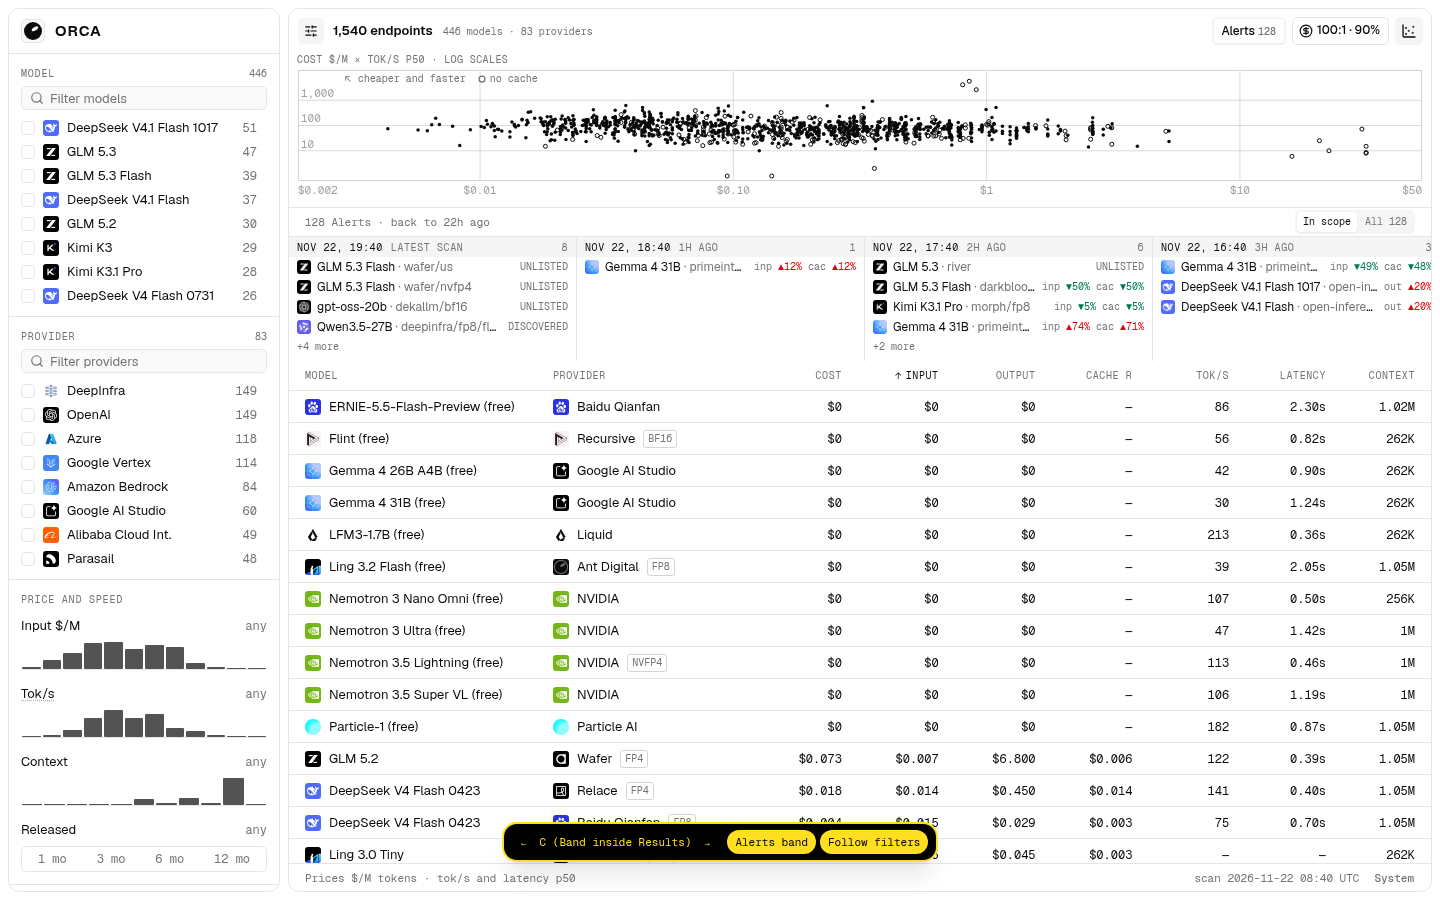 ORCA
MODEL 446
Filter models
DeepSeek V4.1 Flash 1017 51
GLM 5.3 47
GLM 5.3 Flash 39
DeepSeek V4.1 Flash 37
GLM 5.2 30
Kimi K3 29
Kimi K3.1 Pro 28
DeepSeek V4 Flash 0731 26
PROVIDER 83
Filter providers
DeepInfra 149
OpenAI 149
Azure 118
Google Vertex 114
Amazon Bedrock 84
Google AI Studio 60
Alibaba Cloud Int. 49
Parasail 48
PRICE AND SPEED
Input $/M any
Tok/s any
Context any
Released any
1 mo 3 mo 6 mo 12 mo
1,540 endpoints 446 models · 83 providers
Alerts 128 100:1 · 90%
COST $/M × TOK/S P50 · LOG SCALES
↖ cheaper and faster no cache
1,000
100
10
$0.002 $0.01 $0.10 $1 $10 $50
128 Alerts · back to 22h ago In scope All 128
NOV 22, 19:40 LATEST SCAN 8
GLM 5.3 Flash · wafer/us UNLISTED
GLM 5.3 Flash · wafer/nvfp4 UNLISTED
gpt-oss-20b · dekallm/bf16 UNLISTED
Qwen3.5-27B · deepinfra/fp8/fl... DISCOVERED
+4 more
NOV 22, 18:40 1H AGO 1
Gemma 4 31B · primeint... inp ▲12% cac ▲12%
NOV 22, 17:40 2H AGO 6
GLM 5.3 · river UNLISTED
GLM 5.3 Flash · darkbloo... inp ▼50% cac ▼50%
Kimi K3.1 Pro · morph/fp8 inp ▼5% cac ▼5%
Gemma 4 31B · primeint... inp ▲74% cac ▲71%
+2 more
NOV 22, 16:40 3H AGO 3
Gemma 4 31B · primeint... inp ▼49% cac ▼48%
DeepSeek V4.1 Flash 1017 · open-in... out ▲20%
DeepSeek V4.1 Flash · open-infere... out ▲20%
MODEL PROVIDER COST ↑ INPUT OUTPUT CACHE R TOK/S LATENCY CONTEXT
ERNIE-5.5-Flash-Preview (free) Baidu Qianfan $0 $0 $0 — 86 2.30s 1.02M
Flint (free) Recursive BF16 $0 $0 $0 — 56 0.82s 262K
Gemma 4 26B A4B (free) Google AI Studio $0 $0 $0 — 42 0.90s 262K
Gemma 4 31B (free) Google AI Studio $0 $0 $0 — 30 1.24s 262K
LFM3-1.7B (free) Liquid $0 $0 $0 — 213 0.36s 262K
Ling 3.2 Flash (free) Ant Digital FP8 $0 $0 $0 — 39 2.05s 1.05M
Nemotron 3 Nano Omni (free) NVIDIA $0 $0 $0 — 107 0.50s 256K
Nemotron 3 Ultra (free) NVIDIA $0 $0 $0 — 47 1.42s 1M
Nemotron 3.5 Lightning (free) NVIDIA NVFP4 $0 $0 $0 — 113 0.46s 1M
Nemotron 3.5 Super VL (free) NVIDIA $0 $0 $0 — 106 1.19s 1M
Particle-1 (free) Particle AI $0 $0 $0 — 182 0.87s 1.05M
GLM 5.2 Wafer FP4 $0.073 $0.007 $6.800 $0.006 122 0.39s 1.05M
DeepSeek V4 Flash 0423 Relace FP4 $0.018 $0.014 $0.450 $0.014 141 0.40s 1.05M
DeepSeek V4 Flash 0423 Baidu Qianfan FP8 $0.004 $0.015 $0.029 $0.003 75 0.70s 1.05M
Ling 3.0 Tiny $0.045 $0.003 — — 262K
← C (Band inside Results) → Alerts band Follow filters
Prices $/M tokens · tok/s and latency p50 scan 2026-11-22 08:40 UTC System